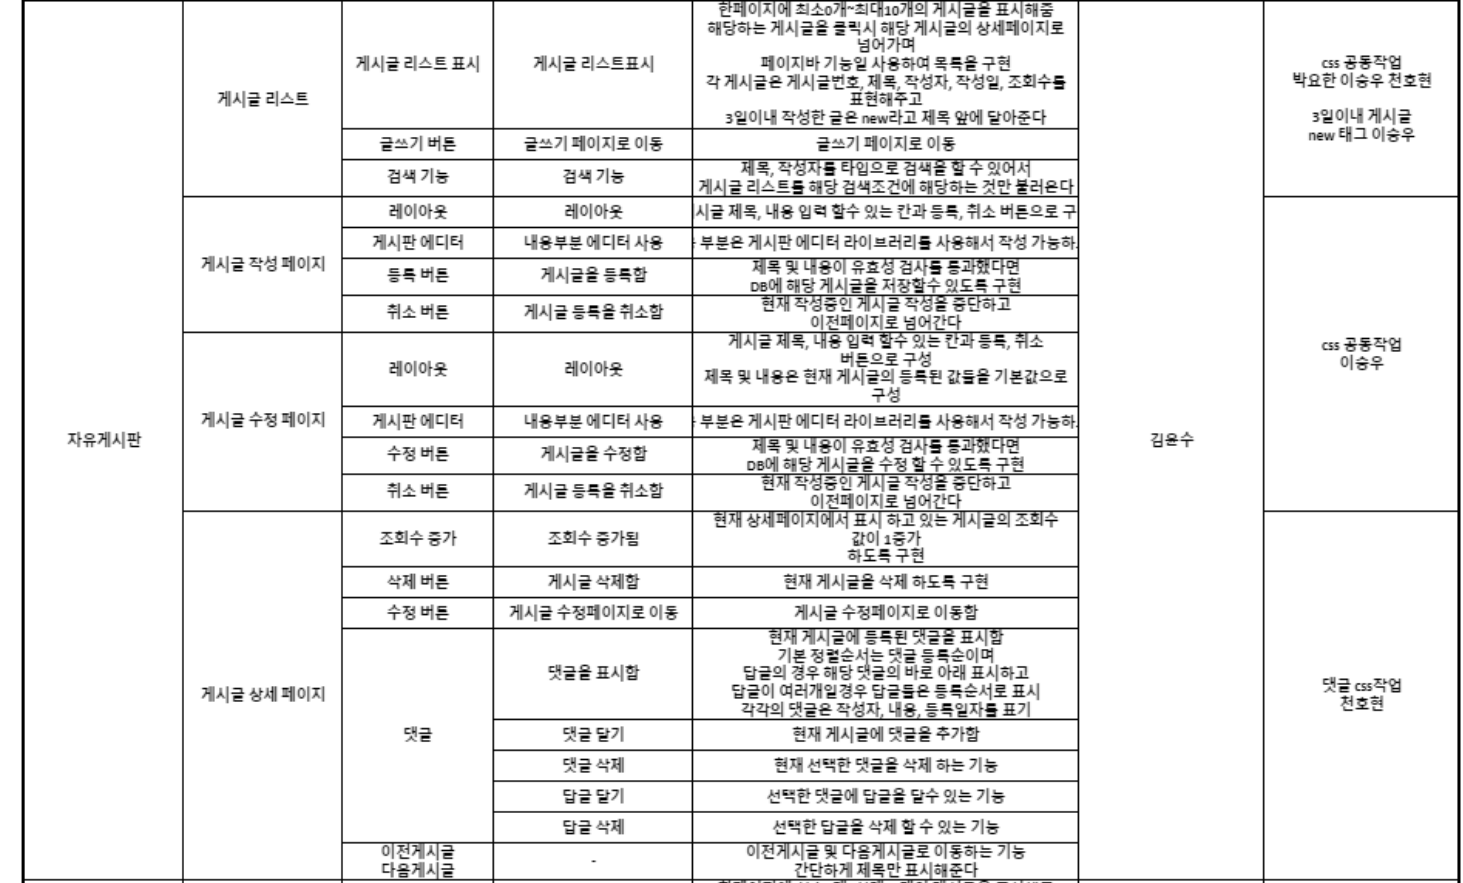 자유게시판
게시글 리스트
게시글 리스트 표시
게시글 리스트표시
한페이지에 최소0개~최대10개의 게시글을 표시해줌
해당하는 게시글을 클릭시 해당 게시글의 상세페이지로
넘어가며
페이지바 기능일 사용하여 목록을 구현
각 게시글은 게시글번호, 제목, 작성자, 작성일, 조회수를
표현해주고
3일이내 작성한 글은 new라고 제목 앞에 달아준다
김윤수
css 공동작업
박요한 이승우 천호현
3일이내 게시글
new 태그 이승우
글쓰기 버튼
글쓰기 페이지로 이동
글쓰기 페이지로 이동
검색 기능
검색 기능
제목, 작성자를 타입으로 검색을 할 수 있어서
게시글 리스트를 해당 검색조건에 해당하는 것만 불러온다
게시글 작성 페이지
레이아웃
레이아웃
시글 제목, 내용 입력 할수 있는 칸과 등록, 취소 버튼으로 구
css 공동작업
이승우
게시판 에디터
내용부분 에디터 사용
부분은 게시판 에디터 라이브러리를 사용해서 작성 가능하
등록 버튼
게시글을 등록함
제목 및 내용이 유효성 검사를 통과했다면
DB에 해당 게시글을 저장할수 있도록 구현
취소 버튼
게시글 등록을 취소함
현재 작성중인 게시글 작성을 중단하고
이전페이지로 넘어간다
게시글 수정 페이지
레이아웃
레이아웃
게시글 제목, 내용 입력 할수 있는 칸과 등록, 취소
버튼으로 구성
제목 및 내용은 현재 게시글의 등록된 값들을 기본값으로
구성
게시판 에디터
내용부분 에디터 사용
부분은 게시판 에디터 라이브러리를 사용해서 작성 가능하
수정 버튼
게시글을 수정함
제목 및 내용이 유효성 검사를 통과했다면
DB에 해당 게시글을 수정 할 수 있도록 구현
취소 버튼
게시글 등록을 취소함
현재 작성중인 게시글 작성을 중단하고
이전페이지로 넘어간다
게시글 상세 페이지
조회수 증가
조회수 증가됨
현재 상세페이지에서 표시 하고 있는 게시글의 조회수
값이 1증가
하도록 구현
댓글 css작업
천호현
삭제 버튼
게시글 삭제함
현재 게시글을 삭제 하도록 구현
수정 버튼
게시글 수정페이지로 이동
게시글 수정페이지로 이동함
댓글
댓글을 표시함
현재 게시글에 등록된 댓글을 표시함
기본 정렬순서는 댓글 등록순이며
답글의 경우 해당 댓글의 바로 아래 표시하고
답글이 여러개일경우 답글들은 등록순서로 표시
각각의 댓글은 작성자, 내용, 등록일자를 표기
댓글 달기
현재 게시글에 댓글을 추가함
댓글 삭제
현재 선택한 댓글을 삭제 하는 기능
답글 달기
선택한 댓글에 답글을 달수 있는 기능
답글 삭제
선택한 답글을 삭제 할 수 있는 기능
이전게시글
다음게시글
-
이전게시글 및 다음게시글로 이동하는 기능
간단하게 제목만 표시해준다